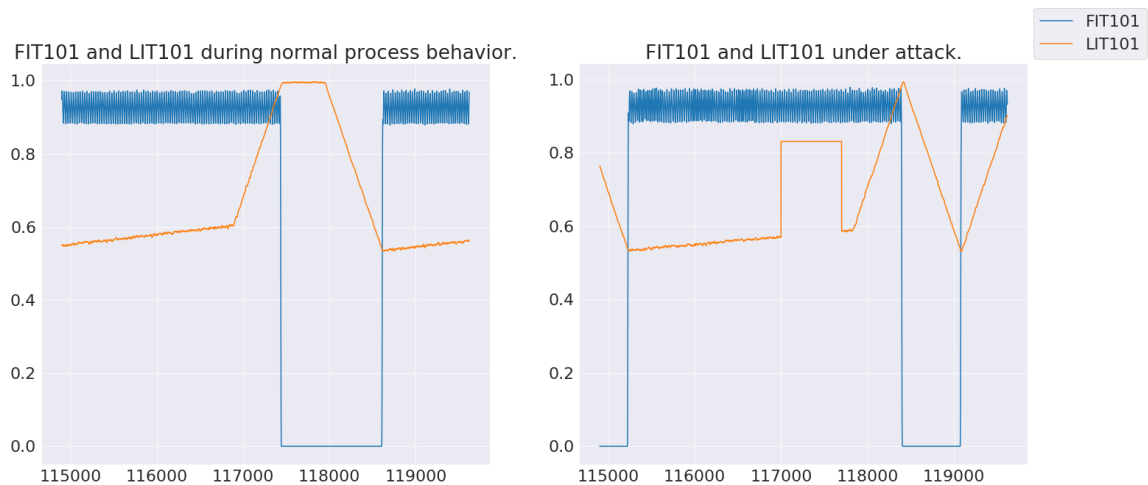 FIT101
LIT101
FIT101 and LIT101 during normal process behavior.
1.0
0.8
0.6
0.4
0.2
0.0
115000 116000 117000 118000 119000
FIT101 and LIT101 under attack.
1.0
0.8
0.6
0.4
0.2
0.0
115000 116000 117000 118000 119000